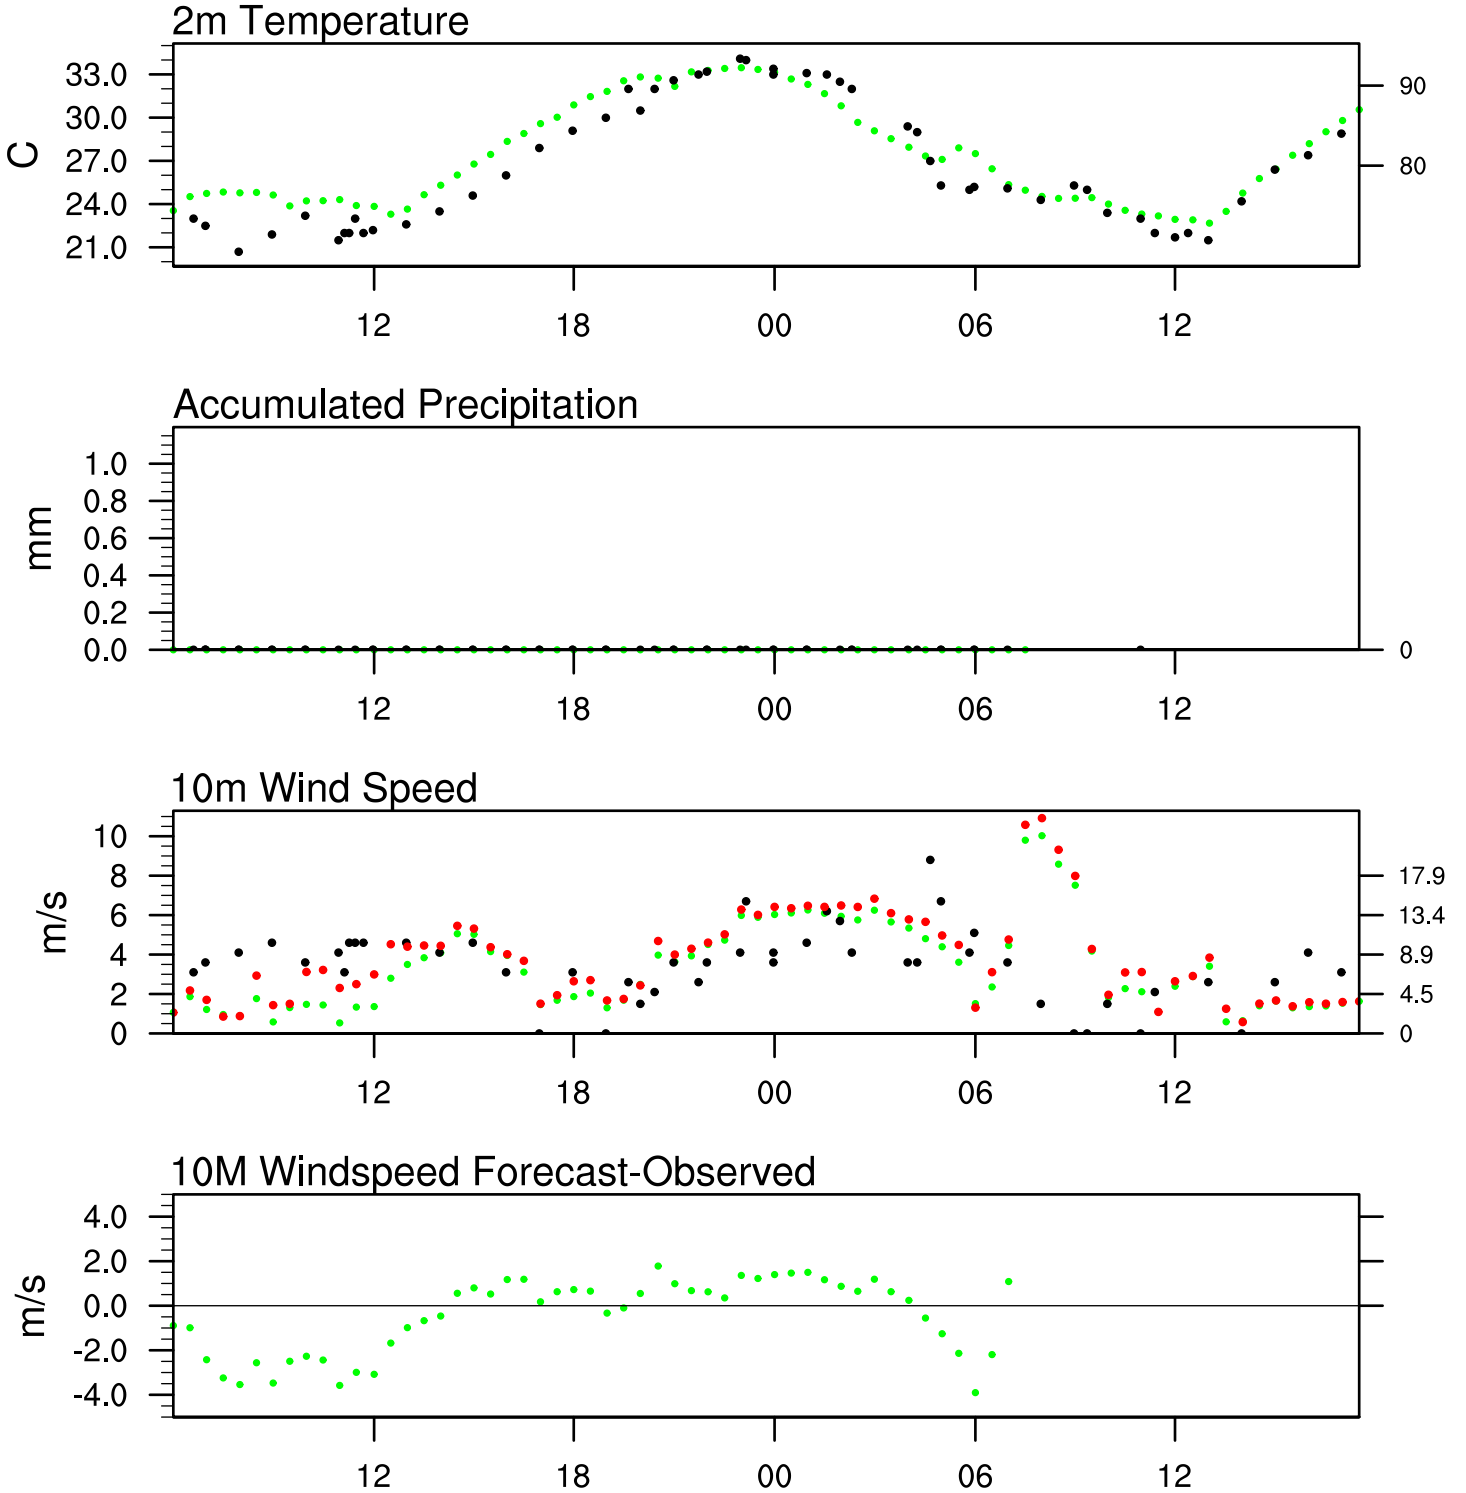 2m Temperature
33.0
30.0
27.0
24.0
21.0
C
90
80
12 18 00 06 12
Accumulated Precipitation
1.0
0.8
0.6
0.4
0.2
0.0
mm
0
12 18 00 06 12
10m Wind Speed
10
8
6
4
2
0
m/s
17.9
13.4
8.9
4.5
0
12 18 00 06 12
10M Windspeed Forecast-Observed
4.0
2.0
0.0
-2.0
-4.0
m/s
12 18 00 06 12